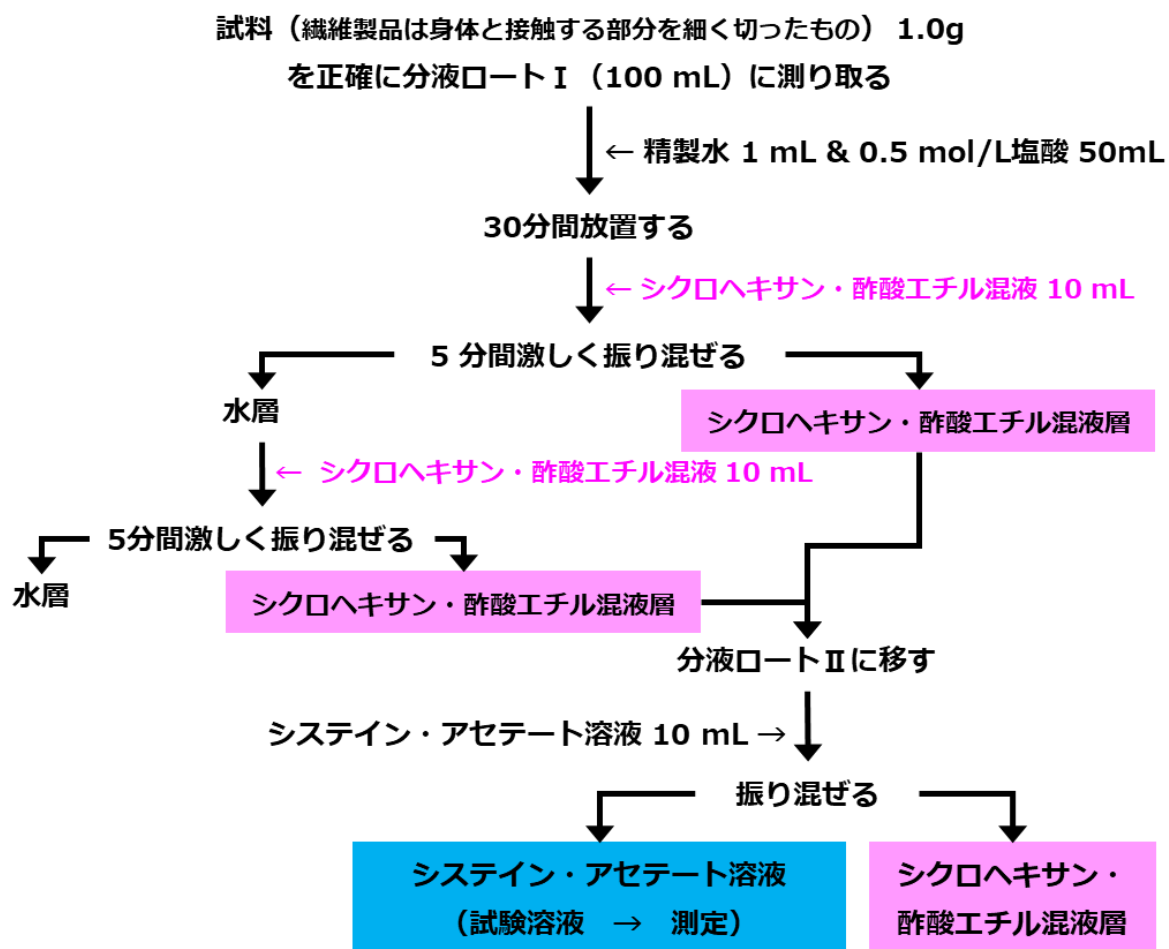 試料（繊維製品は身体と接触する部分を細く切ったもの） 1.0g
を正確に分液ロートⅠ（100 mL）に測り取る
← 精製水 1 mL & 0.5 mol/L塩酸 50mL
30分間放置する
← シクロヘキサン・酢酸エチル混液 10 mL
5 分間激しく振り混ぜる
水層
シクロヘキサン・酢酸エチル混液層
← シクロヘキサン・酢酸エチル混液 10 mL
5分間激しく振り混ぜる
水層
シクロヘキサン・酢酸エチル混液層
分液ロートⅡに移す
システイン・アセテート溶液 10 mL →
振り混ぜる
システイン・アセテート溶液
（試験溶液 → 測定）
シクロヘキサン・
酢酸エチル混液層